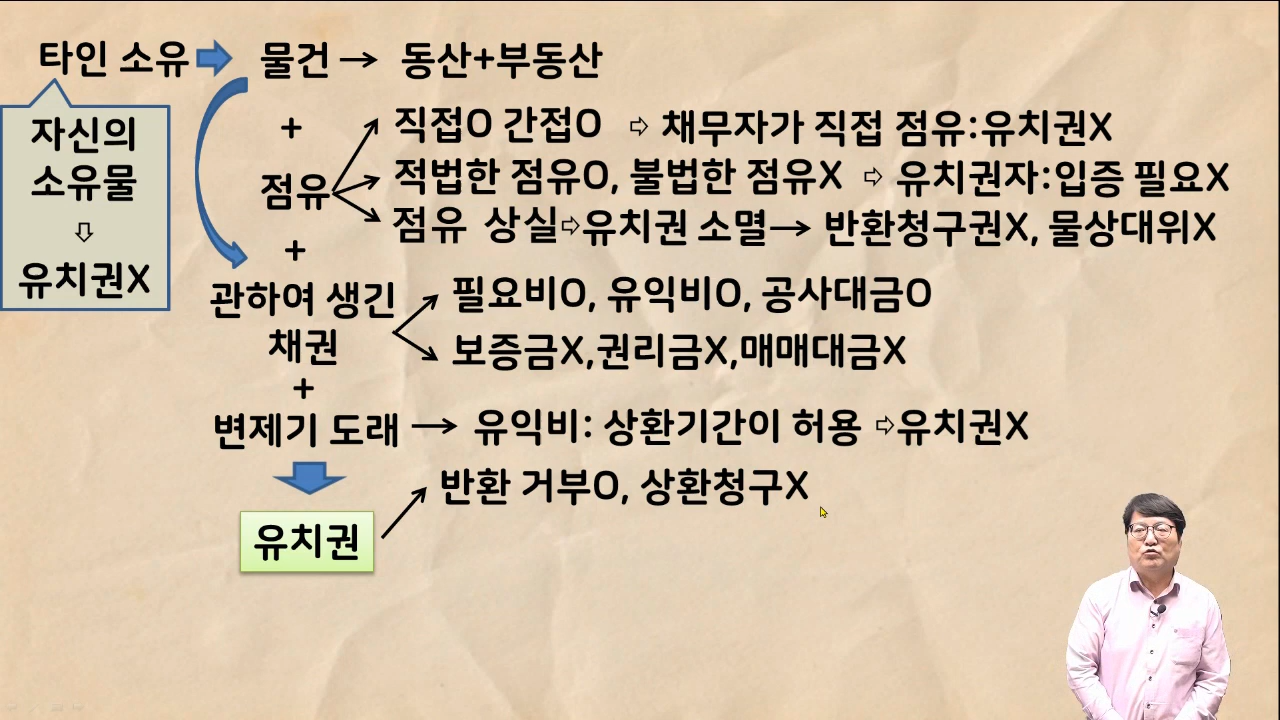 타인 소유 ➡ 물건 → 동산+부동산
자신의
소유물
⇩
유치권X
+
점유
직접O 간접O ⇨ 채무자가 직접 점유:유치권X
적법한 점유O, 불법한 점유X ⇨ 유치권자:입증 필요X
점유 상실⇨유치권 소멸→ 반환청구권X, 물상대위X
+
관하여 생긴
채권
필요비O, 유익비O, 공사대금O
보증금X,권리금X,매매대금X
+
변제기 도래 → 유익비: 상환기간이 허용 ⇨유치권X
유치권
반환 거부O, 상환청구X